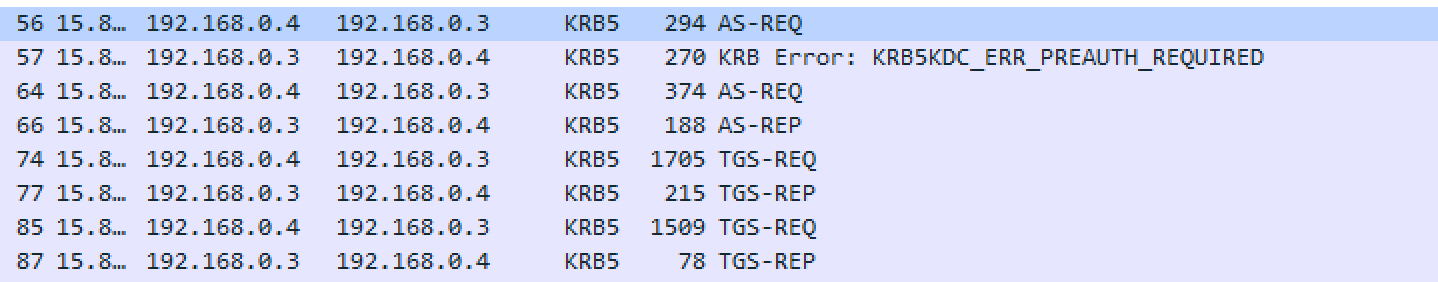 56 15.8… 192.168.0.4 192.168.0.3 KRB5 294 AS-REQ
57 15.8… 192.168.0.3 192.168.0.4 KRB5 270 KRB Error: KRB5KDC_ERR_PREAUTH_REQUIRED
64 15.8… 192.168.0.4 192.168.0.3 KRB5 374 AS-REQ
66 15.8… 192.168.0.3 192.168.0.4 KRB5 188 AS-REP
74 15.8… 192.168.0.4 192.168.0.3 KRB5 1705 TGS-REQ
77 15.8… 192.168.0.3 192.168.0.4 KRB5 215 TGS-REP
85 15.8… 192.168.0.4 192.168.0.3 KRB5 1509 TGS-REQ
87 15.8… 192.168.0.3 192.168.0.4 KRB5 78 TGS-REP